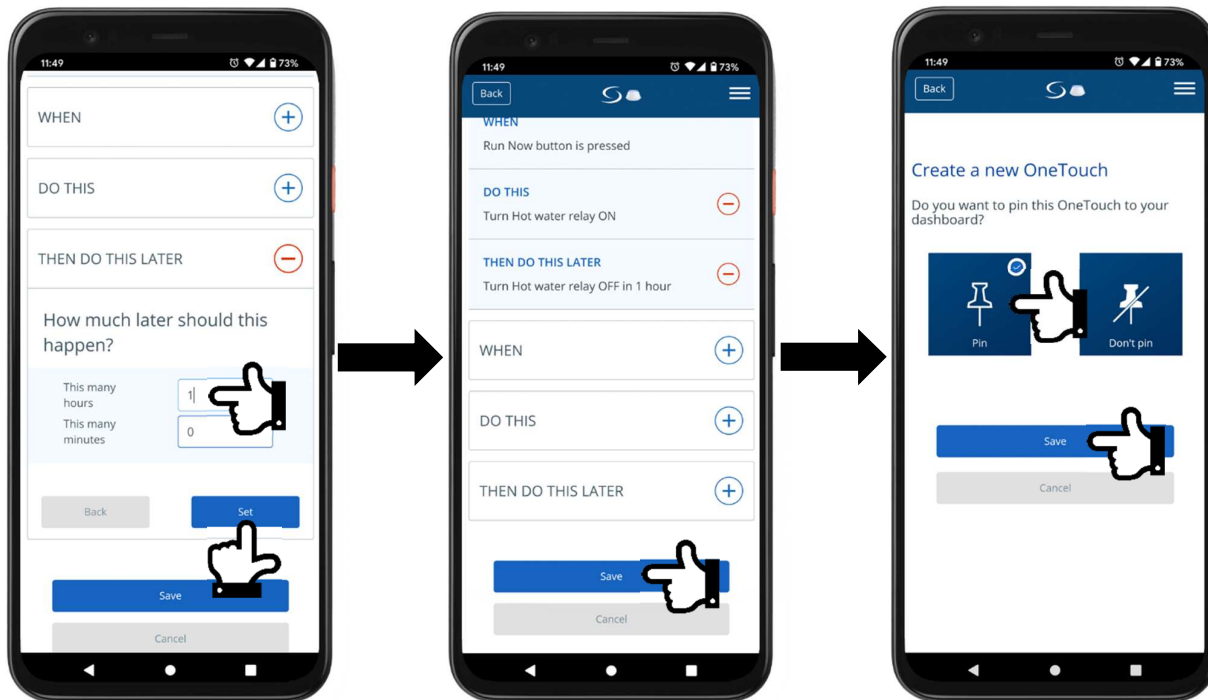 11:49
73%
WHEN
DO THIS
THEN DO THIS LATER
How much later should this
happen?
This many
hours
1
This many
minutes
0
Back
Set
Save
Cancel
11:49
73%
Back
WHEN
Run Now button is pressed
DO THIS
Turn Hot water relay ON
THEN DO THIS LATER
Turn Hot water relay OFF in 1 hour
WHEN
DO THIS
THEN DO THIS LATER
Save
Cancel
11:49
73%
Back
Create a new OneTouch
Do you want to pin this OneTouch to your
dashboard?
Pin
Don't pin
Save
Cancel